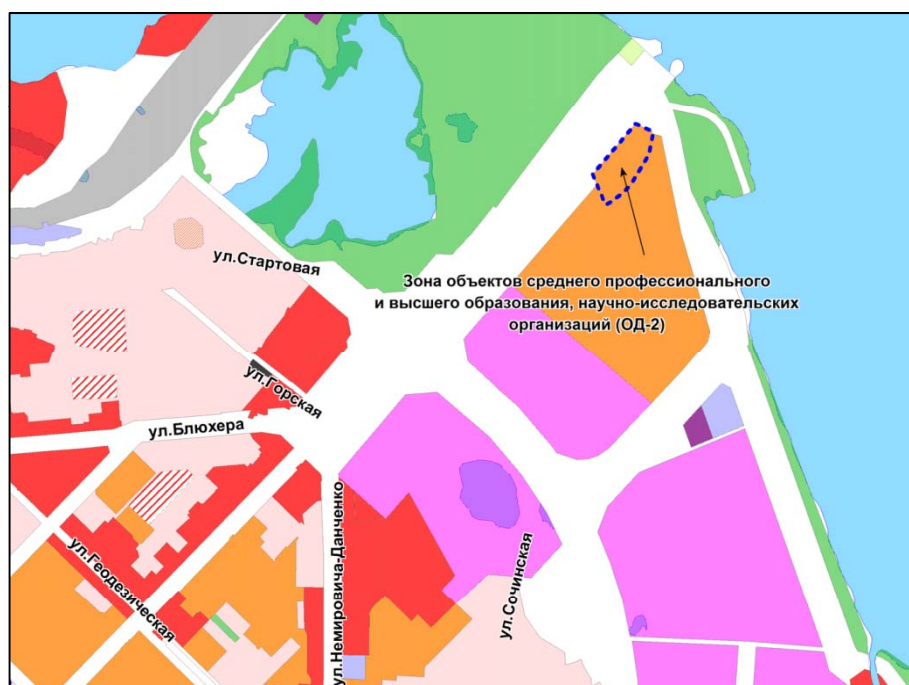 ул.Стартовая
Зона объектов среднего профессионального
и высшего образования, научно-исследовательских
организаций (ОД-2)
ул.Горская
ул.Блюхера
ул.Немировича-Данченко
ул.Сочинская
ул.Геодезическая